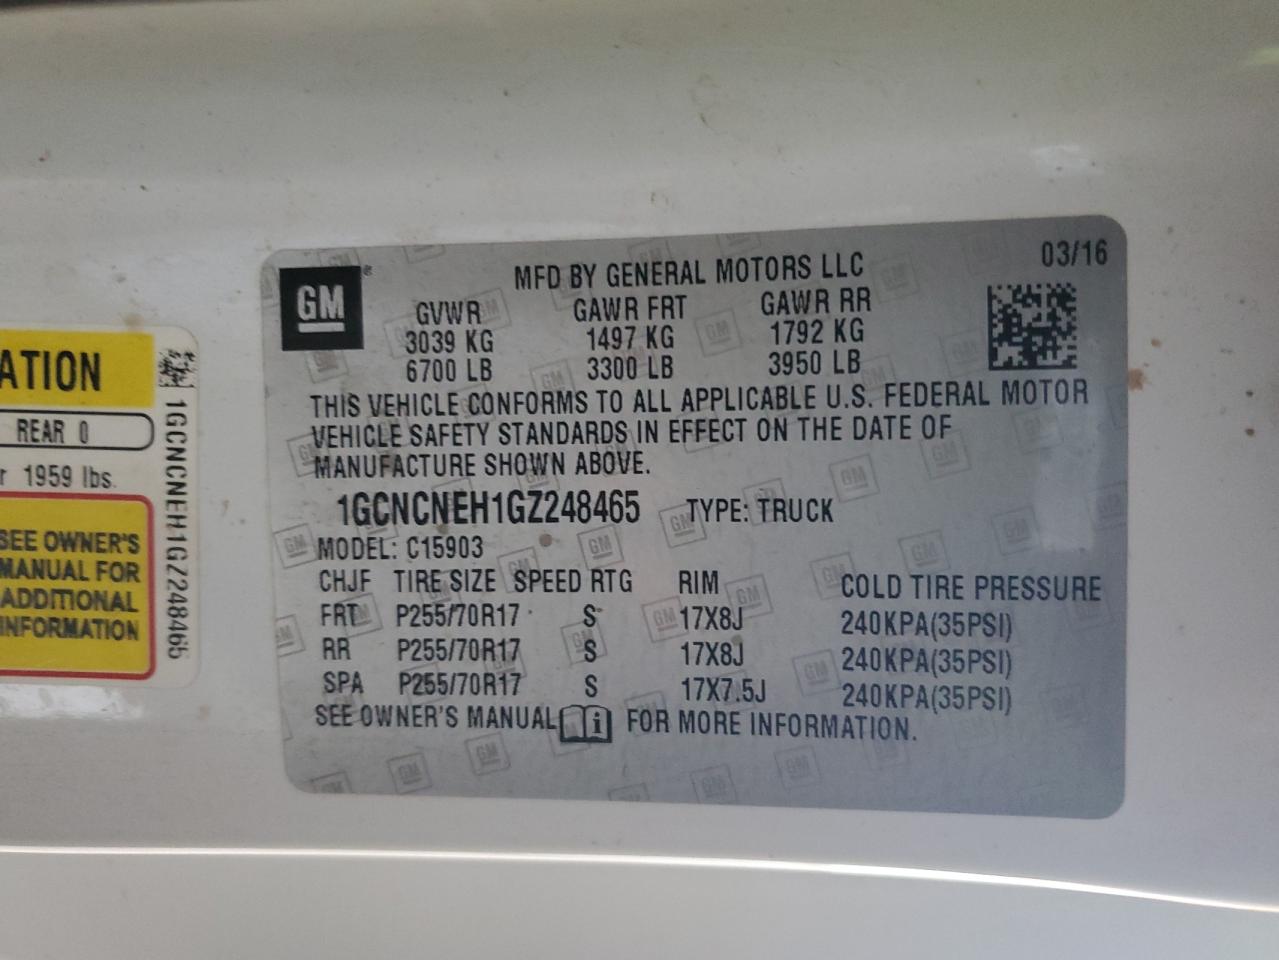 ATION
REAR 0
1959 lbs.
SEE OWNER'S
MANUAL FOR
ADDITIONAL
INFORMATION
1GCNCNEH1GZ248465
GM
®
MFD BY GENERAL MOTORS LLC
03/16
GVWR GAWR FRT GAWR RR
3039 KG 1497 KG 1792 KG
6700 LB 3300 LB 3950 LB
THIS VEHICLE CONFORMS TO ALL APPLICABLE U.S. FEDERAL MOTOR
VEHICLE SAFETY STANDARDS IN EFFECT ON THE DATE OF
MANUFACTURE SHOWN ABOVE.
1GCNCNEH1GZ248465 TYPE: TRUCK
MODEL: C15903
CHJF TIRE SIZE SPEED RTG RIM COLD TIRE PRESSURE
FRT P255/70R17 S 17X8J 240KPA(35PSI)
RR P255/70R17 S 17X8J 240KPA(35PSI)
SPA P255/70R17 S 17X7.5J 240KPA(35PSI)
SEE OWNER'S MANUAL i FOR MORE INFORMATION.